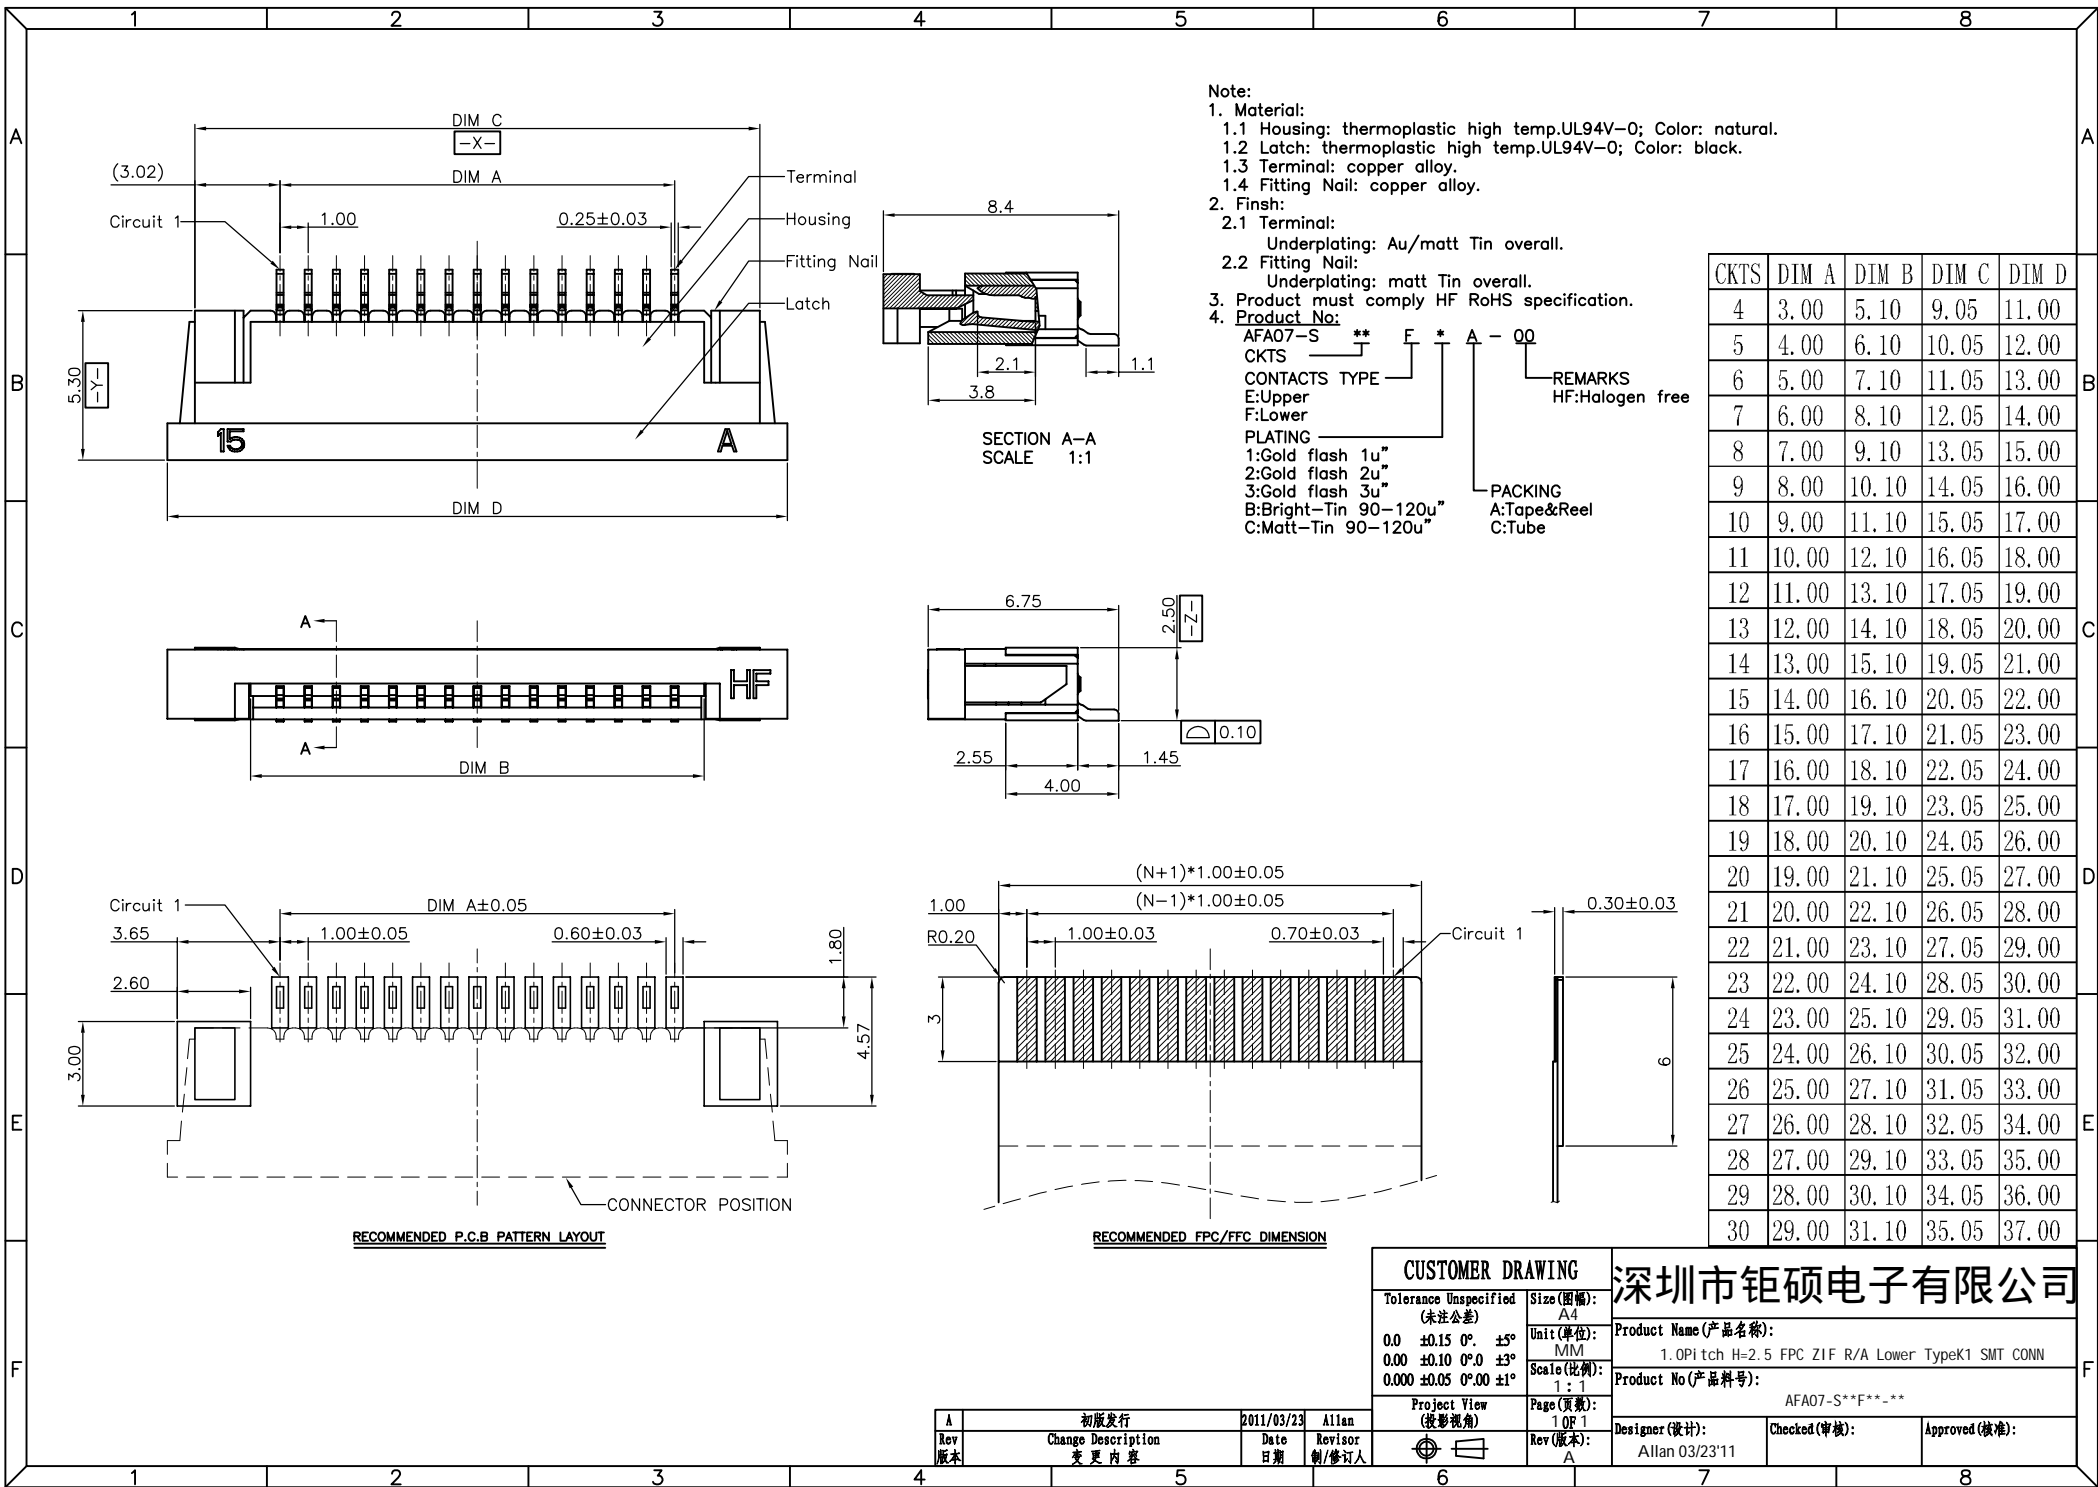 1 2 3 4 5 6 7 8
A A
B B
C C
D D
E E
F F
DIM C
-X-
(3.02)
DIM A
Terminal
Circuit 1
1.00
0.25±0.03
Housing
Fitting Nail
Latch
5.30
-Y-
15 A
DIM D
8.4
2.1
1.1
3.8
SECTION A-A
SCALE 1:1
Note:
1. Material:
1.1 Housing: thermoplastic high temp.UL94V-0; Color: natural.
1.2 Latch: thermoplastic high temp.UL94V-0; Color: black.
1.3 Terminal: copper alloy.
1.4 Fitting Nail: copper alloy.
2. Finsh:
2.1 Terminal:
Underplating: Au/matt Tin overall.
2.2 Fitting Nail:
Underplating: matt Tin overall.
3. Product must comply HF RoHS specification.
4. Product No:
AFA07-S ** F * A - 00
CKTS
CONTACTS TYPE
E:Upper
F:Lower
REMARKS
HF:Halogen free
PLATING
1:Gold flash 1u"
2:Gold flash 2u"
3:Gold flash 3u"
B:Bright-Tin 90-120u"
C:Matt-Tin 90-120u"
PACKING
A:Tape&Reel
C:Tube
CKTS DIM A DIM B DIM C DIM D
4 3.00 5.10 9.05 11.00
5 4.00 6.10 10.05 12.00
6 5.00 7.10 11.05 13.00
7 6.00 8.10 12.05 14.00
8 7.00 9.10 13.05 15.00
9 8.00 10.10 14.05 16.00
10 9.00 11.10 15.05 17.00
11 10.00 12.10 16.05 18.00
12 11.00 13.10 17.05 19.00
13 12.00 14.10 18.05 20.00
14 13.00 15.10 19.05 21.00
15 14.00 16.10 20.05 22.00
16 15.00 17.10 21.05 23.00
17 16.00 18.10 22.05 24.00
18 17.00 19.10 23.05 25.00
19 18.00 20.10 24.05 26.00
20 19.00 21.10 25.05 27.00
21 20.00 22.10 26.05 28.00
22 21.00 23.10 27.05 29.00
23 22.00 24.10 28.05 30.00
24 23.00 25.10 29.05 31.00
25 24.00 26.10 30.05 32.00
26 25.00 27.10 31.05 33.00
27 26.00 28.10 32.05 34.00
28 27.00 29.10 33.05 35.00
29 28.00 30.10 34.05 36.00
30 29.00 31.10 35.05 37.00
A
HF
A
DIM B
6.75
2.50
-Z-
0.10
2.55
1.45
4.00
Circuit 1
DIM A±0.05
3.65
1.00±0.05
0.60±0.03
1.80
2.60
3.00
4.57
CONNECTOR POSITION
RECOMMENDED P.C.B PATTERN LAYOUT
(N+1)*1.00±0.05
1.00
(N-1)*1.00±0.05
R0.20
1.00±0.03
0.70±0.03
Circuit 1
3
0.30±0.03
6
RECOMMENDED FPC/FFC DIMENSION
CUSTOMER DRAWING
Tolerance Unspecified
(未注公差)
0.0 ±0.15 0°. ±5°
0.00 ±0.10 0°.0 ±3°
0.000 ±0.05 0°.00 ±1°
Project View
(投影视角)
Size(图幅):
A4
Unit(单位):
MM
Scale(比例):
1:1
Page(页数):
1 OF 1
Rev(版本):
A
深圳市钜硕电子有限公司
Product Name(产品名称):
1.0Pitch H=2.5 FPC ZIF R/A Lower TypeK1 SMT CONN
Product No(产品料号):
AFA07-S**F**-**
Designer(设计):
Allan 03/23'11
Checked(审核):
Approved(核准):
A 初版发行 2011/03/23 Allan
Rev Change Description Date Revisor
版本 变更内容 日期 制/修订人
1 2 3 4 5 6 7 8